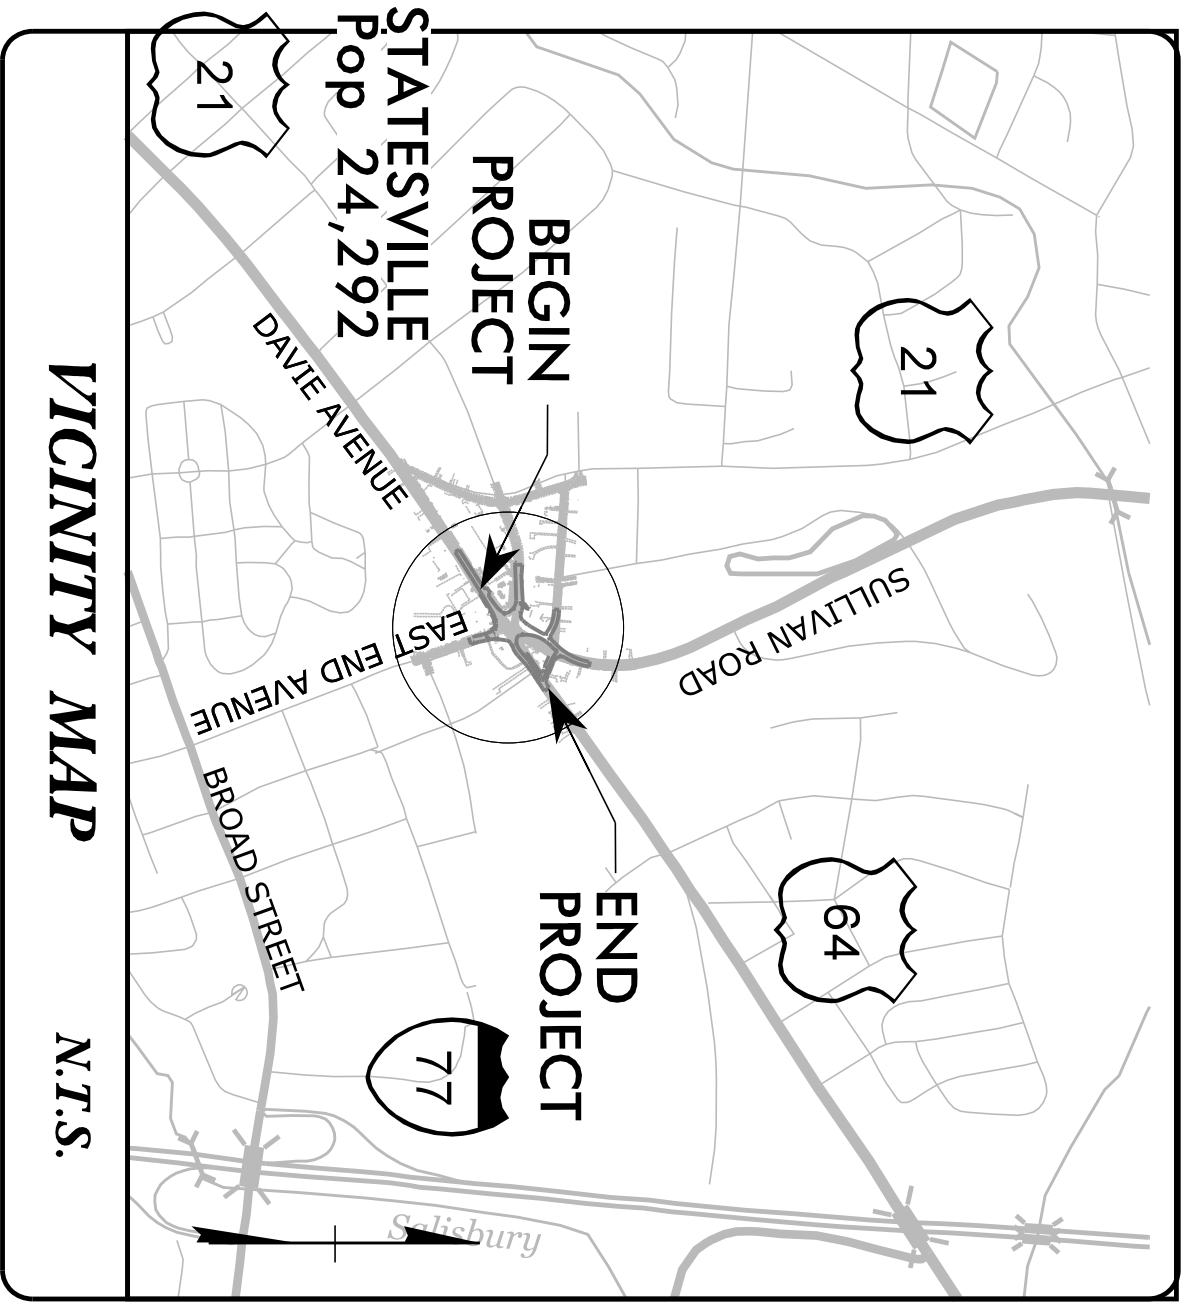 21
STATESVILLE
Pop 24,292
BEGIN
PROJECT
21
DAVIE AVENUE
SULLIVAN ROAD
EAST END AVENUE
BROAD STREET
64
END
PROJECT
77
Salisbury
VICINITY MAP
N.T.S.